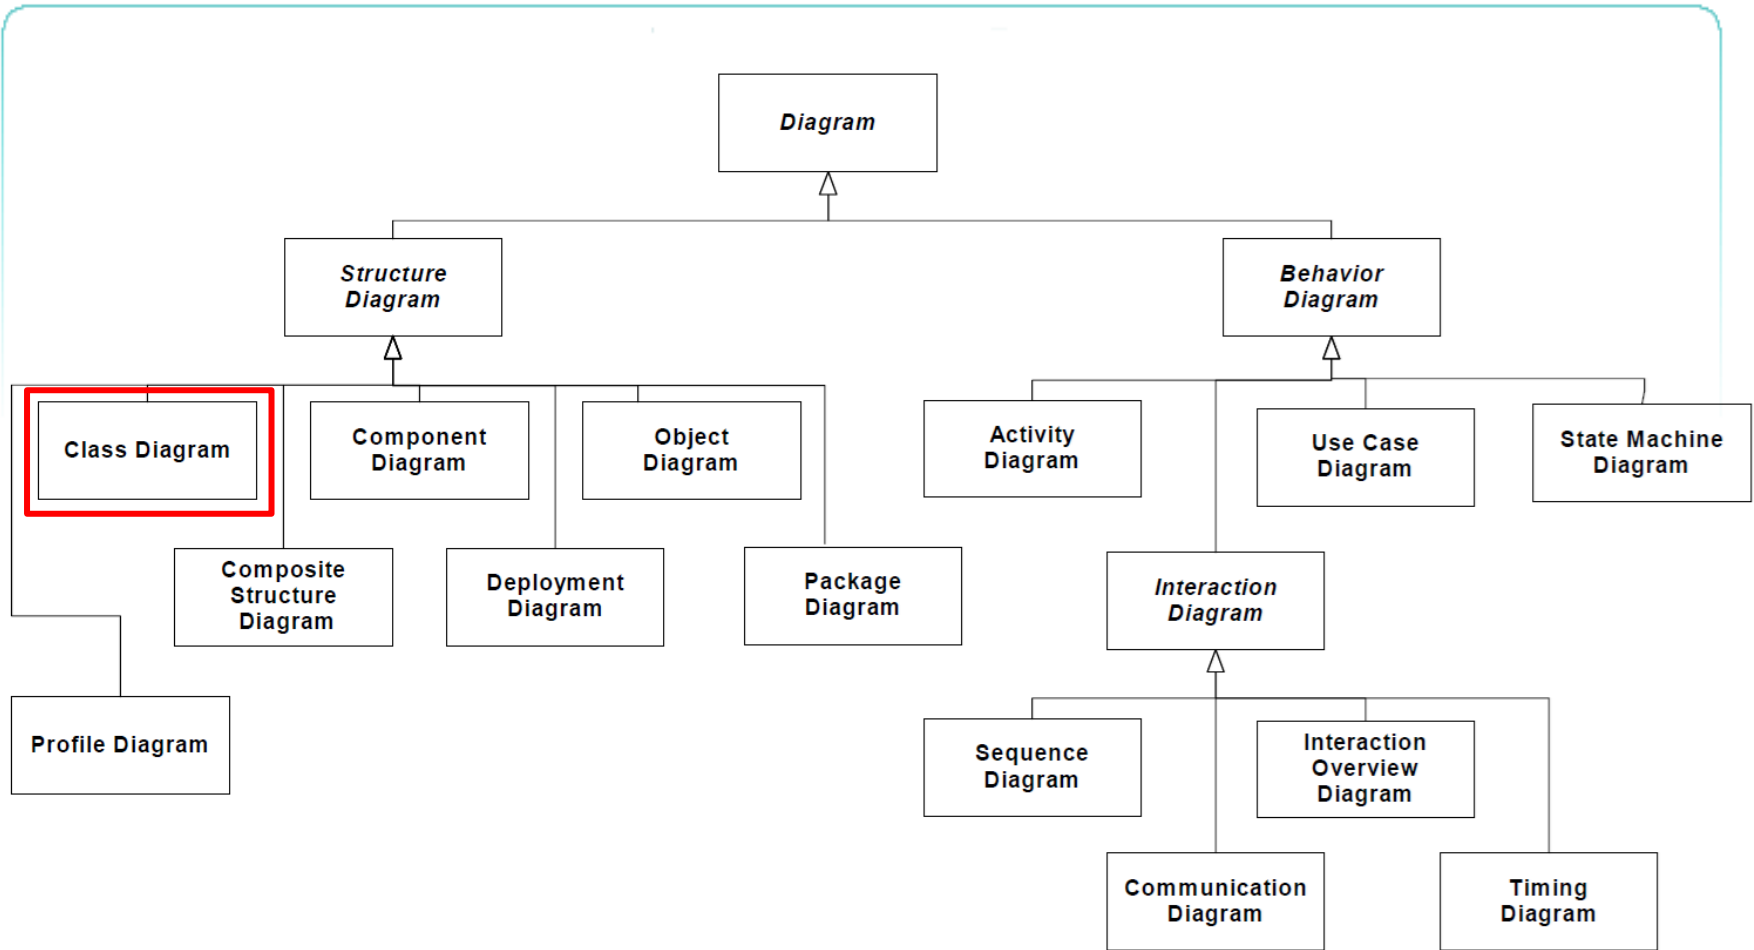 Diagram
Structure
Diagram
Behavior
Diagram
Class Diagram
Component
Diagram
Object
Diagram
Activity
Diagram
Use Case
Diagram
State Machine
Diagram
Composite
Structure
Diagram
Deployment
Diagram
Package
Diagram
Interaction
Diagram
Profile Diagram
Sequence
Diagram
Interaction
Overview
Diagram
Communication
Diagram
Timing
Diagram